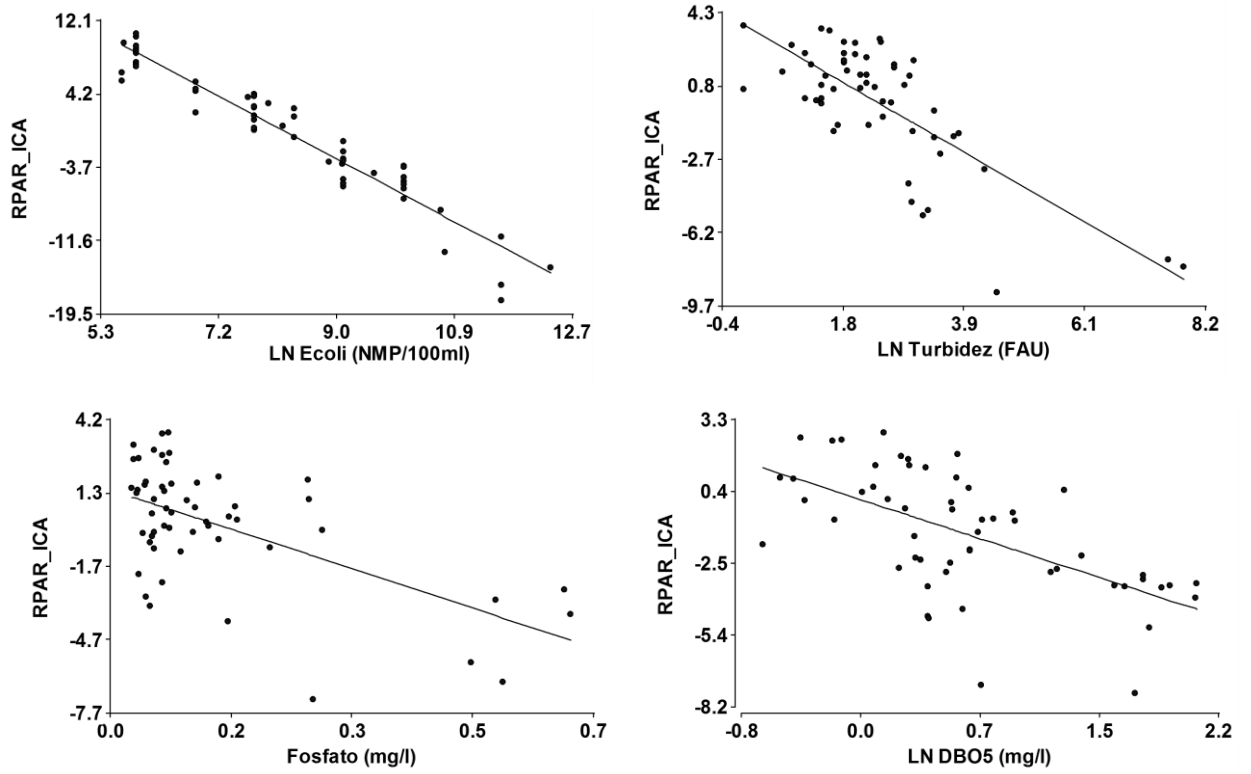 12.1
4.2
-3.7
-11.6
-19.5
RPAR_ICA
5.3 7.2 9.0 10.9 12.7
LN Ecoli (NMP/100ml)
4.3
0.8
-2.7
-6.2
-9.7
RPAR_ICA
-0.4 1.8 3.9 6.1 8.2
LN Turbidez (FAU)
4.2
1.3
-1.7
-4.7
-7.7
RPAR_ICA
0.0 0.2 0.3 0.5 0.7
Fosfato (mg/l)
3.3
0.4
-2.5
-5.4
-8.2
RPAR_ICA
-0.8 0.0 0.7 1.5 2.2
LN DBO5 (mg/l)